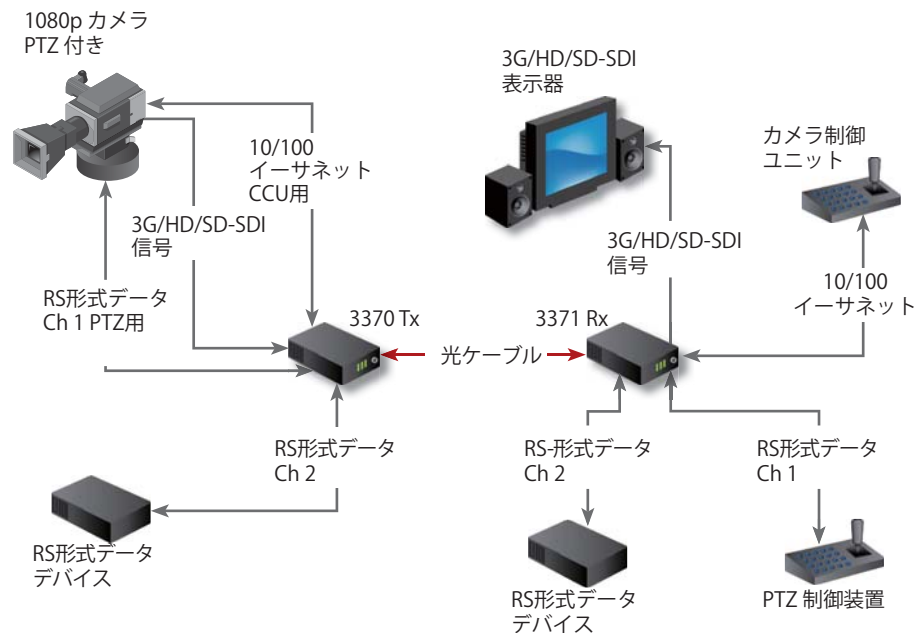 1080p カメラ
PTZ 付き
3G/HD/SD-SDI
表示器
10/100
イーサネット
CCU用
カメラ制御
ユニット
3G/HD/SD-SDI
信号
3G/HD/SD-SDI
信号
RS形式データ
Ch 1 PTZ用
10/100
イーサネット
3370 Tx
3371 Rx
光ケーブル
RS形式データ
Ch 2
RS-形式データ
Ch 2
RS形式データ
Ch 1
RS形式データ
デバイス
RS形式データ
デバイス
PTZ 制御装置